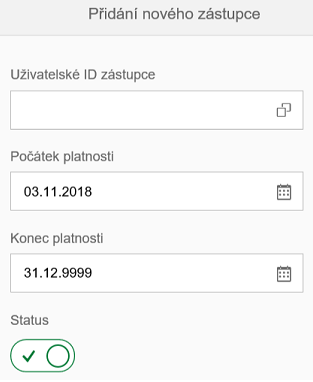 Přidání nového zástupce
Uživatelské ID zástupce
Počátek platnosti
03.11.2018
Konec platnosti
31.12.9999
Status